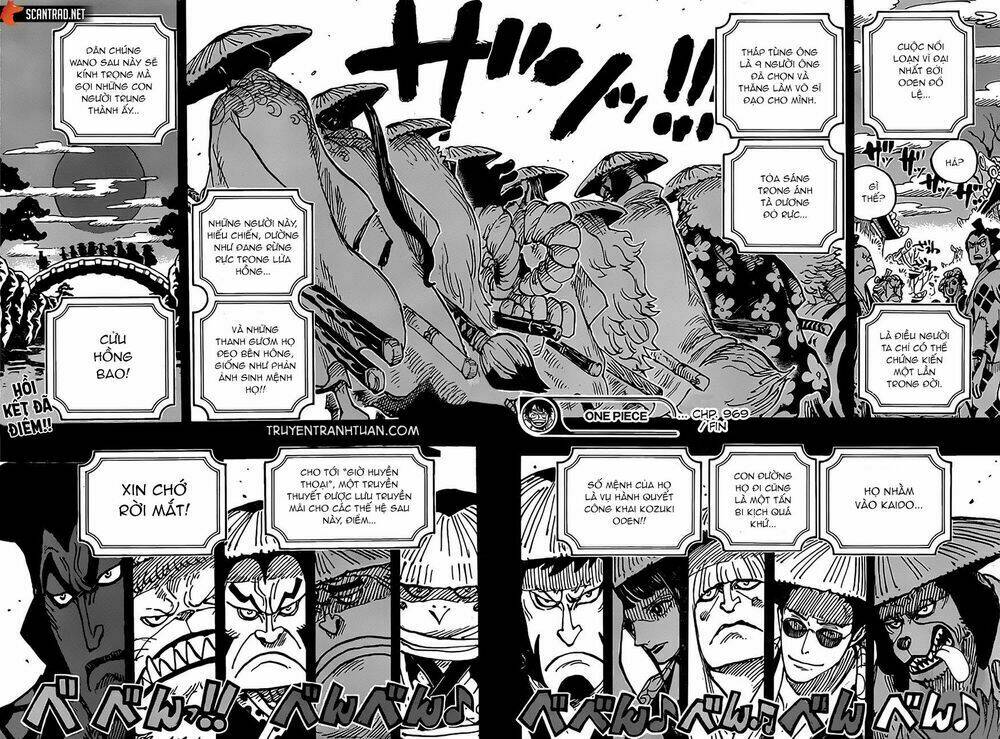 SCANTRAD.NET
CUỘC NỔI
LOẠN VĨ ĐẠI
NHẤT BỞI
ODEN ĐỒ
LỆ...
HẢ?
GÌ
THẾ?
LÀ ĐIỀU NGƯỜI
TA CHỈ CÓ THỂ
CHỨNG KIẾN
MỘT LẦN
TRONG ĐỜI.
THÁP TÙNG ÔNG
LÀ 9 NGƯỜI ÔNG
ĐÃ CHỌN VÀ
THĂNG LÀM VÕ SĨ
ĐẠO CHO MÌNH.
TỎA SÁNG
TRONG ÁNH
TÀ DƯƠNG
ĐỎ RỰC...
NHỮNG NGƯỜI NÀY,
HIẾU CHIẾN, DƯỜNG
NHƯ ĐANG RỪNG
RỰC TRONG LỬA
HỒNG...
VÀ NHỮNG
THANH GƯƠM HỌ
ĐEO BÊN HÔNG,
GIỐNG NHƯ PHẢN
ÁNH SINH MỆNH
HỌ!!
DÂN CHÚNG
WANO SAU NÀY SẼ
KÍNH TRỌNG MÀ
GỌI NHỮNG CON
NGƯỜI TRUNG
THÀNH ẤY...
CỬU
HỒNG
BAO!
HỒI
KẾT ĐÃ
ĐIỂM!!
ONE PIECE
... CHP. 969
/FIN
TRUYENTRANHTUAN.COM
HỌ NHẰM
VÀO KAIDO...
CON ĐƯỜNG
HỌ ĐI CŨNG
LÀ MỘT TẤN
BI KỊCH QUÁ
KHỨ...
SỐ MỆNH CỦA HỌ
LÀ VỤ HÀNH QUYẾT
CÔNG KHAI KOZUKI
ODEN!!
CHO TỚI "GIỜ HUYỀN
THOẠI", MỘT TRUYỀN
THUYẾT ĐƯỢC LƯU TRUYỀN
MÃI CHO CÁC THẾ HỆ SAU
NÀY, ĐIỂM...
XIN CHỚ
RỜI MẮT!
べべんっ!!
べんべん♪
べべん♪
べん♫
べん
べん♪